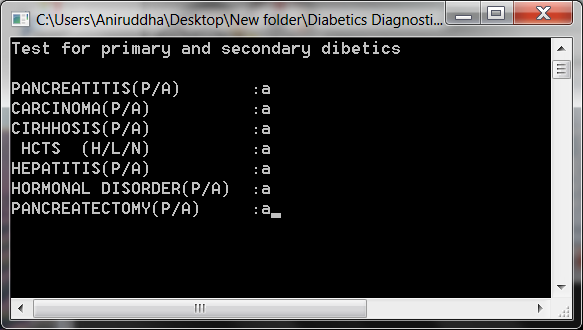 C:\Users\Aniruddha\Desktop\New folder\Diabetics Diagnosti...
Test for primary and secondary dibetics
PANCREATITIS(P/A) :a
CARCINOMA(P/A) :a
CIRHHOSIS(P/A) :a
HCTS (H/L/N) :a
HEPATITIS(P/A) :a
HORMONAL DISORDER(P/A) :a
PANCREATECTOMY(P/A) :a